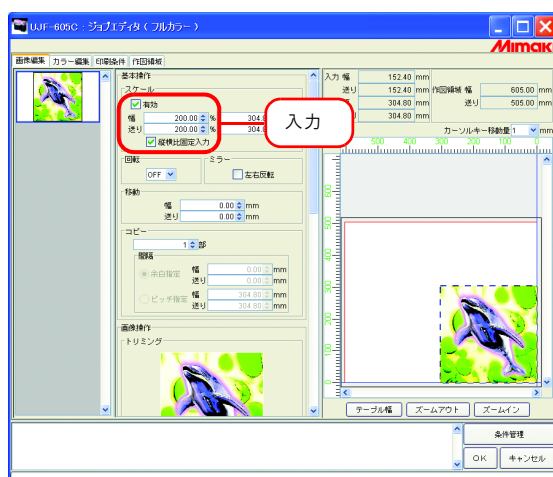 UJF-605C : ジョブエディタ ( フルカラー )
Mimaki
画像編集 カラー編集 印刷条件 作図領域
基本操作
スケール
有効
幅 200.00 % 304.8
送り 200.00 % 304.8
縦横比固定入力
入力
回転 ミラー
OFF 左右反転
移動
幅 0.00 mm
送り 0.00 mm
コピー
1 部
間隔
余白指定 幅 0.00 mm
送り 0.00 mm
ピッチ指定 幅 304.80 mm
送り 304.80 mm
画像操作
トリミング
入力 幅 152.40 mm 作図領域 幅 605.00 mm
送り 152.40 mm 送り 505.00 mm
304.80 mm
304.80 mm
カーソルキー移動量 1 mm
500 400 300 200 100 0
テーブル幅 ズームアウト ズームイン
条件管理
OK キャンセル